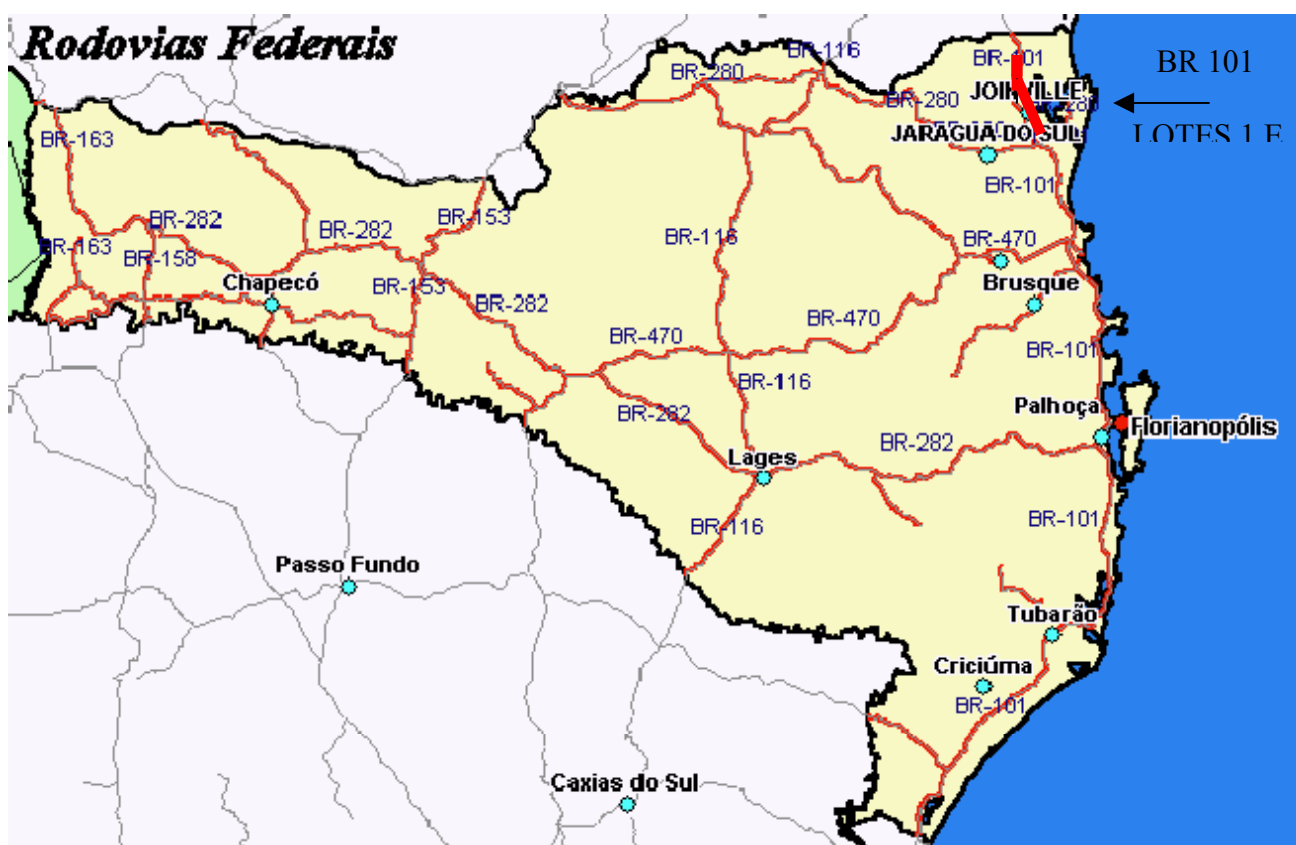 Rodovias Federais
BR-116
BR-101
BR 101
BR-280
JOINVILLE
BR-280
BR-280
LOTES 1 E
BR-163
JARAGUA DO SUL
BR-101
BR-282
BR-153
BR-282
BR-116
BR-470
BR-163
BR-158
Chapecó
BR-153
Brusque
BR-282
BR-470
BR-470
BR-101
BR-116
BR-282
Palhoça
Florianopólis
BR-282
Lages
BR-116
BR-101
Passo Fundo
Tubarão
Criciúma
BR-101
Caxias do Sul